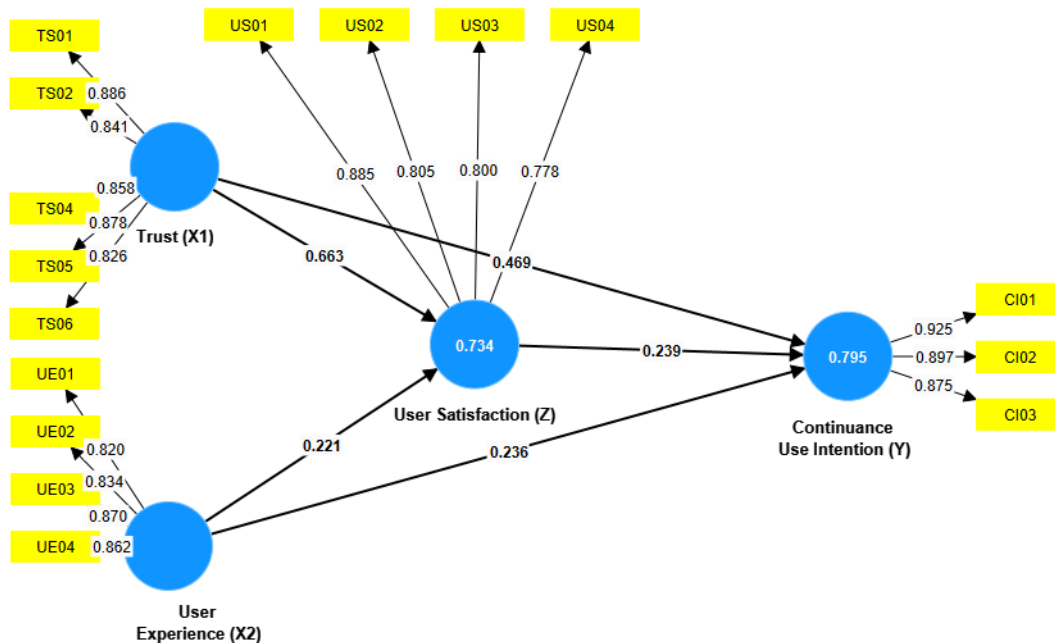 TS01
TS02
TS04
TS05
TS06
0.886
0.841
0.858
0.878
0.826
Trust (X1)
US01
US02
US03
US04
0.885
0.805
0.800
0.778
0.663
0.469
0.734
User Satisfaction (Z)
0.239
0.221
0.236
0.795
Continuance
Use Intention (Y)
0.925
0.897
0.875
CI01
CI02
CI03
UE01
UE02
UE03
UE04
0.820
0.834
0.870
0.862
User
Experience (X2)